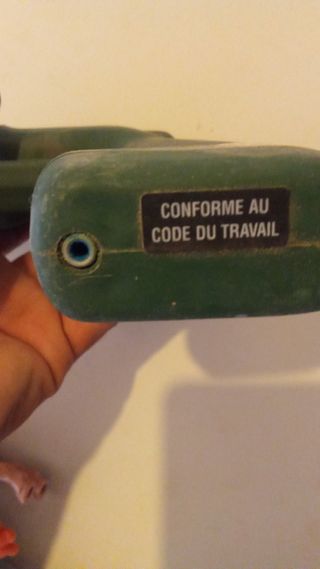 CONFORME AU
CODE DU TRAVAIL